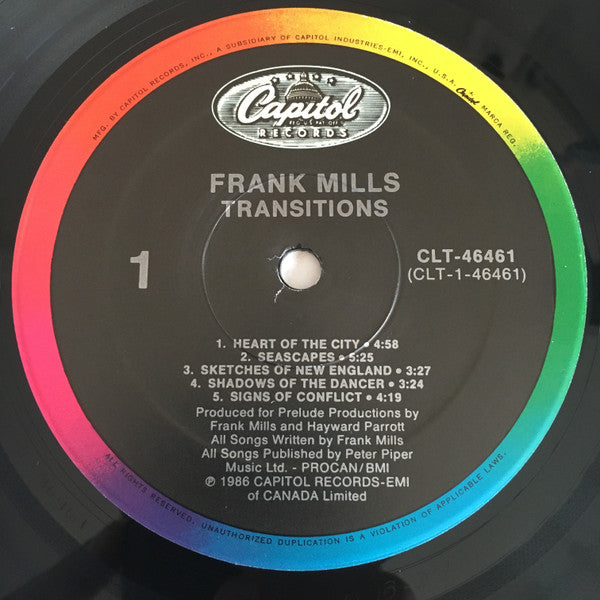 MFG. BY CAPITOL RECORDS, INC., A SUBSIDIARY OF CAPITOL INDUSTRIES-EMI, INC., U.S.A. Capitol MARCA REG.
Capitol
REG. U.S. PAT. OFF.
RECORDS
FRANK MILLS
TRANSITIONS
1
CLT-46461
(CLT-1-46461)
1. HEART OF THE CITY • 4:58
2. SEASCAPES • 5:25
3. SKETCHES OF NEW ENGLAND • 3:27
4. SHADOWS OF THE DANCER • 3:24
5. SIGNS OF CONFLICT • 4:19
Produced for Prelude Productions by
Frank Mills and Hayward Parrott
All Songs Written by Frank Mills
All Songs Published by Peter Piper
Music Ltd. - PROCAN/BMI
℗ 1986 CAPITOL RECORDS-EMI
of CANADA Limited
ALL RIGHTS RESERVED. UNAUTHORIZED DUPLICATION IS A VIOLATION OF APPLICABLE LAWS.